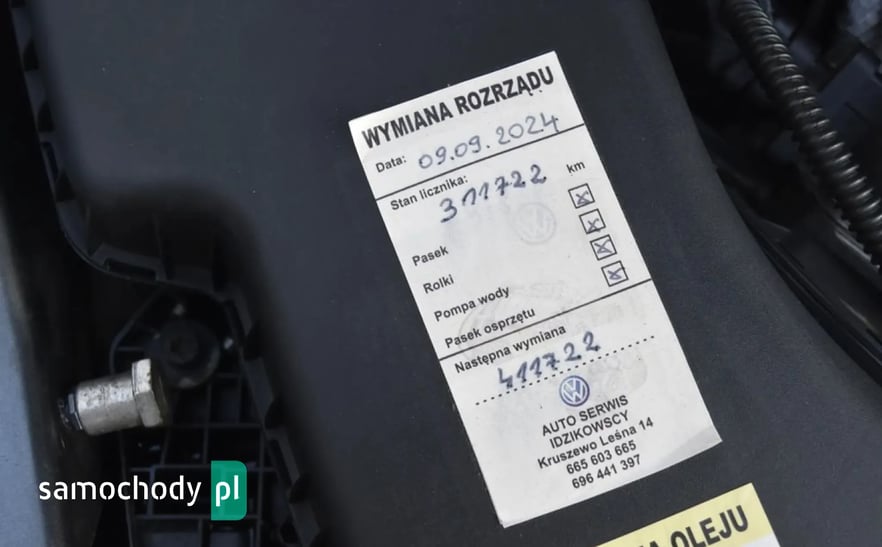 WYMIANA ROZRZĄDU
Data: 09.09.2024
Stan licznika: km
311722
Pasek
Rolki
Pompa wody
Pasek osprzętu
Następna wymiana
411722
AUTO SERWIS
IDZIKOWSCY
Kruszewo Leśna 14
665 603 665
696 441 397
OLEJU
samochody pl